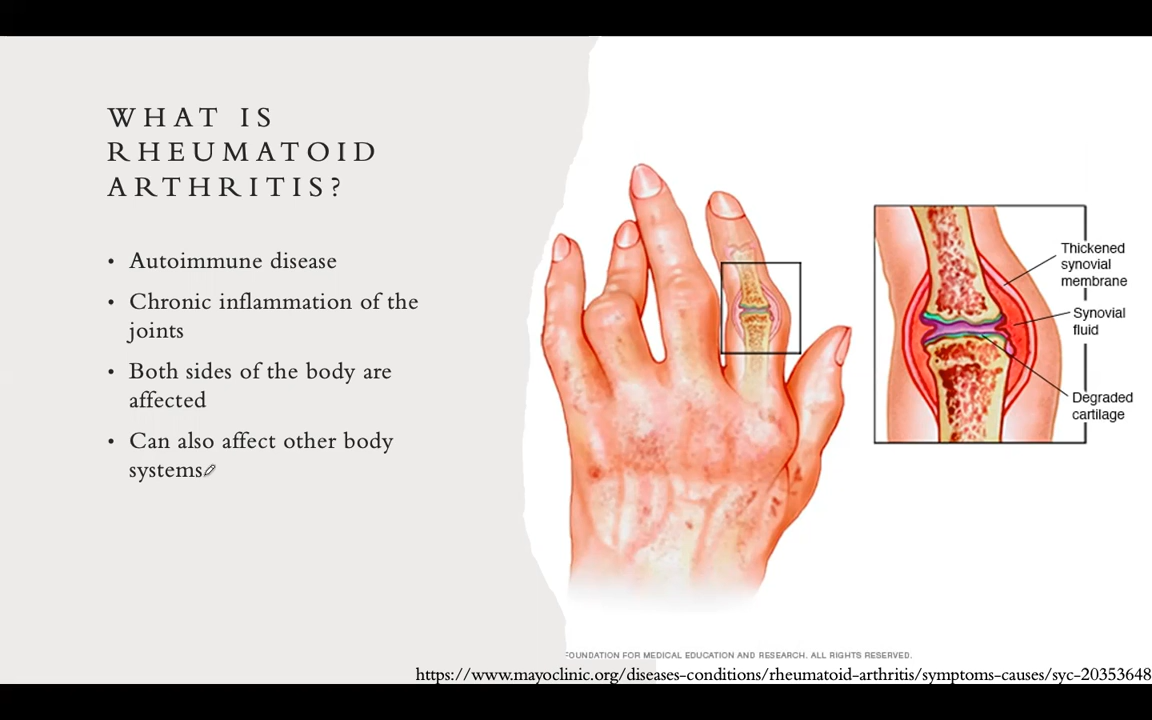 WHAT IS
RHEUMATOID
ARTHRITIS?
• Autoimmune disease
• Chronic inflammation of the
joints
• Both sides of the body are
affected
• Can also affect other body
systems
Thickened
synovial
membrane
Synovial
fluid
Degraded
cartilage
FOUNDATION FOR MEDICAL EDUCATION AND RESEARCH. ALL RIGHTS RESERVED.
https://www.mayoclinic.org/diseases-conditions/rheumatoid-arthritis/symptoms-causes/syc-20353648